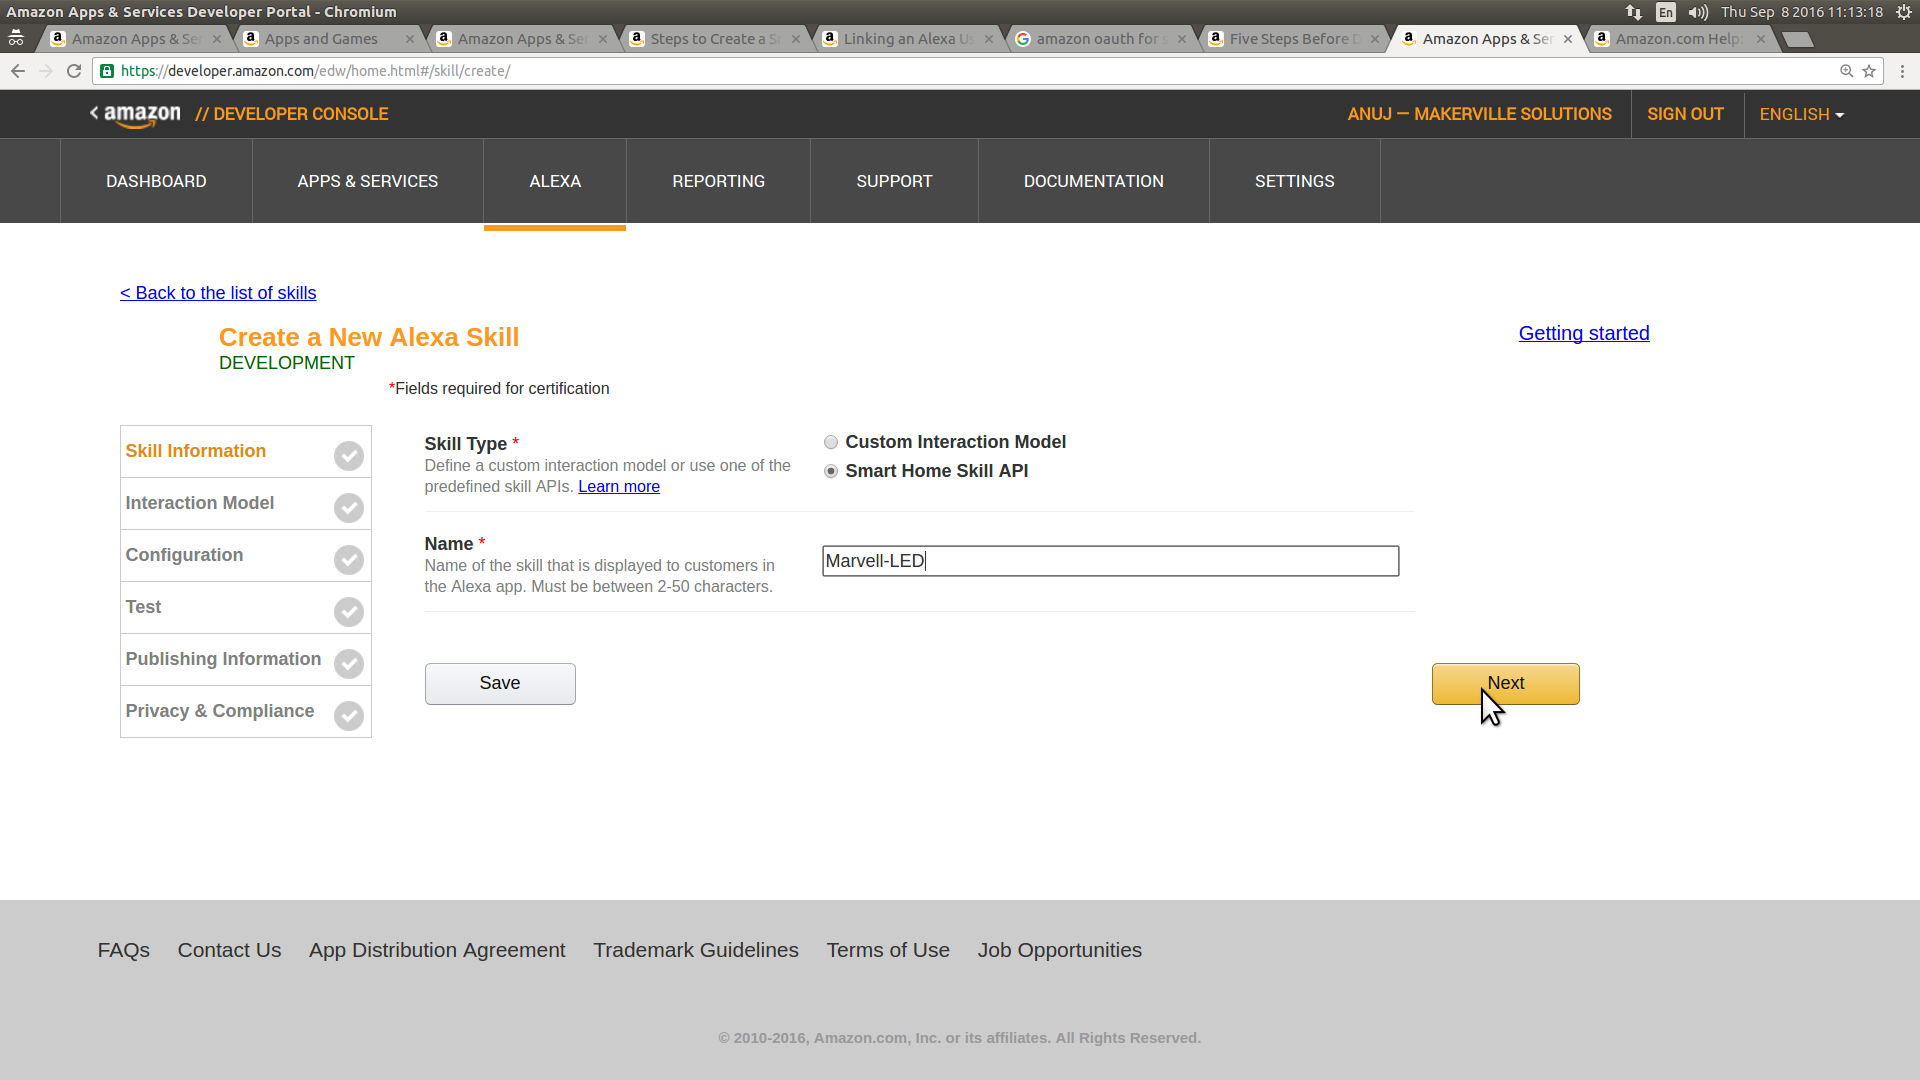 Amazon Apps & Services Developer Portal - Chromium
En
Thu Sep 8 2016 11:13:18
Amazon Apps & Ser
Apps and Games
Amazon Apps & Ser
Steps to Create a S
Linking an Alexa Us
amazon oauth for s
Five Steps Before D
Amazon Apps & Ser
Amazon.com Help:
https://developer.amazon.com/edw/home.html#/skill/create/
< amazon // DEVELOPER CONSOLE
ANUJ — MAKERVILLE SOLUTIONS
SIGN OUT
ENGLISH
DASHBOARD
APPS & SERVICES
ALEXA
REPORTING
SUPPORT
DOCUMENTATION
SETTINGS
< Back to the list of skills
Create a New Alexa Skill
Getting started
DEVELOPMENT
*Fields required for certification
Skill Information
Interaction Model
Configuration
Test
Publishing Information
Privacy & Compliance
Skill Type *
Define a custom interaction model or use one of the
predefined skill APIs. Learn more
Custom Interaction Model
Smart Home Skill API
Name *
Name of the skill that is displayed to customers in
the Alexa app. Must be between 2-50 characters.
Marvell-LED
Save
Next
FAQs
Contact Us
App Distribution Agreement
Trademark Guidelines
Terms of Use
Job Opportunities
© 2010-2016, Amazon.com, Inc. or its affiliates. All Rights Reserved.